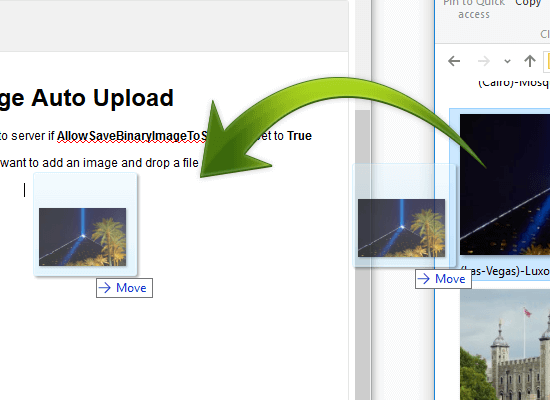 Pin to Quick
access
Copy
Cl
(Cairo)-Mosq
ge Auto Upload
to server if AllowSaveBinaryImageToS et to True
want to add an image and drop a file
Move
Move
(Las-Vegas)-Luxo